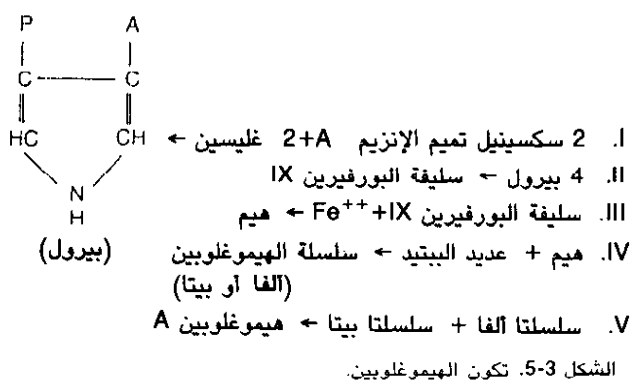 P A
C C
HC CH
N
H
(بيرول)
I. 2 سكسينيل تميم الإنزيم A+2 غليسين ←
II. 4 بيرول ← سليفة البورفيرين IX
III. سليفة البورفيرين IX+Fe++ ← هيم
IV. هيم + عديد الببتيد ← سلسلة الهيموغلوبين
(ألفا أو بيتا)
V. سلسلتا ألفا + سلسلتا بيتا ← هيموغلوبين A
الشكل 3-5. تكون الهيموغلوبين.